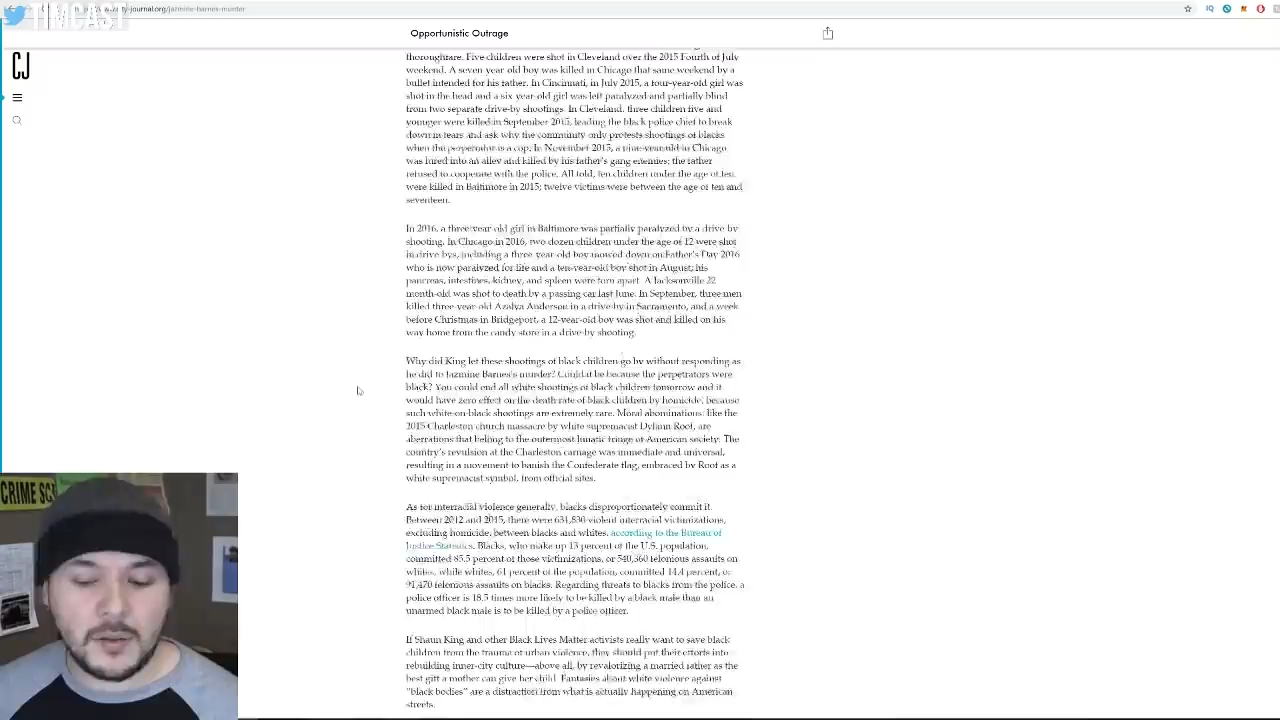 TIMCAST
-journal.org/jazmine-barnes-murder
Opportunistic Outrage
CJ
thoroughfare. Five children were shot in Cleveland over the 2015 Fourth of July
weekend. A seven year old boy was killed in Chicago that same weekend by a
bullet intended for his father. In Cincinnati, in July 2015, a four-year-old girl was
shot in the head and a six year-old girl was left paralyzed and partially blind
from two separate drive-by shootings. In Cleveland, three children five and
younger were killed in September 2015, leading the black police chief to break
down in tears and ask why the community only protests shootings of blacks
when the perpetrator is a cop. In November 2015, a nine-year-old in Chicago
was lured into an alley and killed by his father's gang enemies; the father
refused to cooperate with the police. All told, ten children under the age of ten
were killed in Baltimore in 2015; twelve victims were between the age of ten and
seventeen.
In 2016, a three-year-old girl in Baltimore was partially paralyzed by a drive-by
shooting. In Chicago in 2016, two dozen children under the age of 12 were shot
in drive-bys, including a three-year-old boy mowed down on Father's Day 2016
who is now paralyzed for life and a ten-year-old boy shot in August; his
pancreas, intestines, kidney, and spleen were torn apart. A Jacksonville 22
month-old was shot to death by a passing car last June. In September, three men
killed three-year-old Azalya Anderson in a drive-by in Sacramento, and a week
before Christmas in Bridgeport, a 12-year-old boy was shot and killed on his
way home from the candy store in a drive-by shooting.
Why did King let these shootings of black children go by without responding as
he did to Jazmine Barnes's murder? Could it be because the perpetrators were
black? You could end all white shootings of black children tomorrow and it
would have zero effect on the death rate of black children by homicide, because
such white-on-black shootings are extremely rare. Moral abominations, like the
2015 Charleston church massacre by white supremacist Dylann Roof, are
aberrations that belong to the outermost lunatic fringe of American society. The
country's revulsion at the Charleston carnage was immediate and universal,
resulting in a movement to banish the Confederate flag, embraced by Roof as a
white supremacist symbol, from official sites.
As for interracial violence generally, blacks disproportionately commit it.
Between 2012 and 2015, there were 631,830 violent interracial victimizations,
excluding homicide, between blacks and whites, according to the Bureau of
Justice Statistics. Blacks, who make up 13 percent of the U.S. population,
committed 85.5 percent of those victimizations, or 540,360 felonious assaults on
whites, while whites, 61 percent of the population, committed 14.4 percent, or
91,470 felonious assaults on blacks. Regarding threats to blacks from the police, a
police officer is 18.5 times more likely to be killed by a black male than an
unarmed black male is to be killed by a police officer.
If Shaun King and other Black Lives Matter activists really want to save black
children from the trauma of urban violence, they should put their efforts into
rebuilding inner-city culture—above all, by revalorizing a married father as the
best gift a mother can give her child. Fantasies about white violence against
"black bodies" are a distraction from what is actually happening on American
streets.
CRIME SC